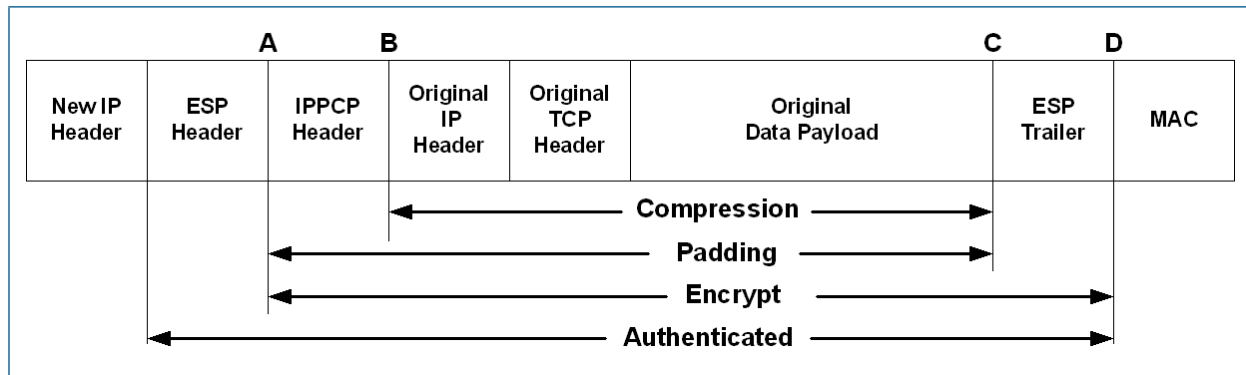 A B C D
New IP Header
ESP Header
IPPCP Header
Original IP Header
Original TCP Header
Original Data Payload
ESP Trailer
MAC
Compression
Padding
Encrypt
Authenticated